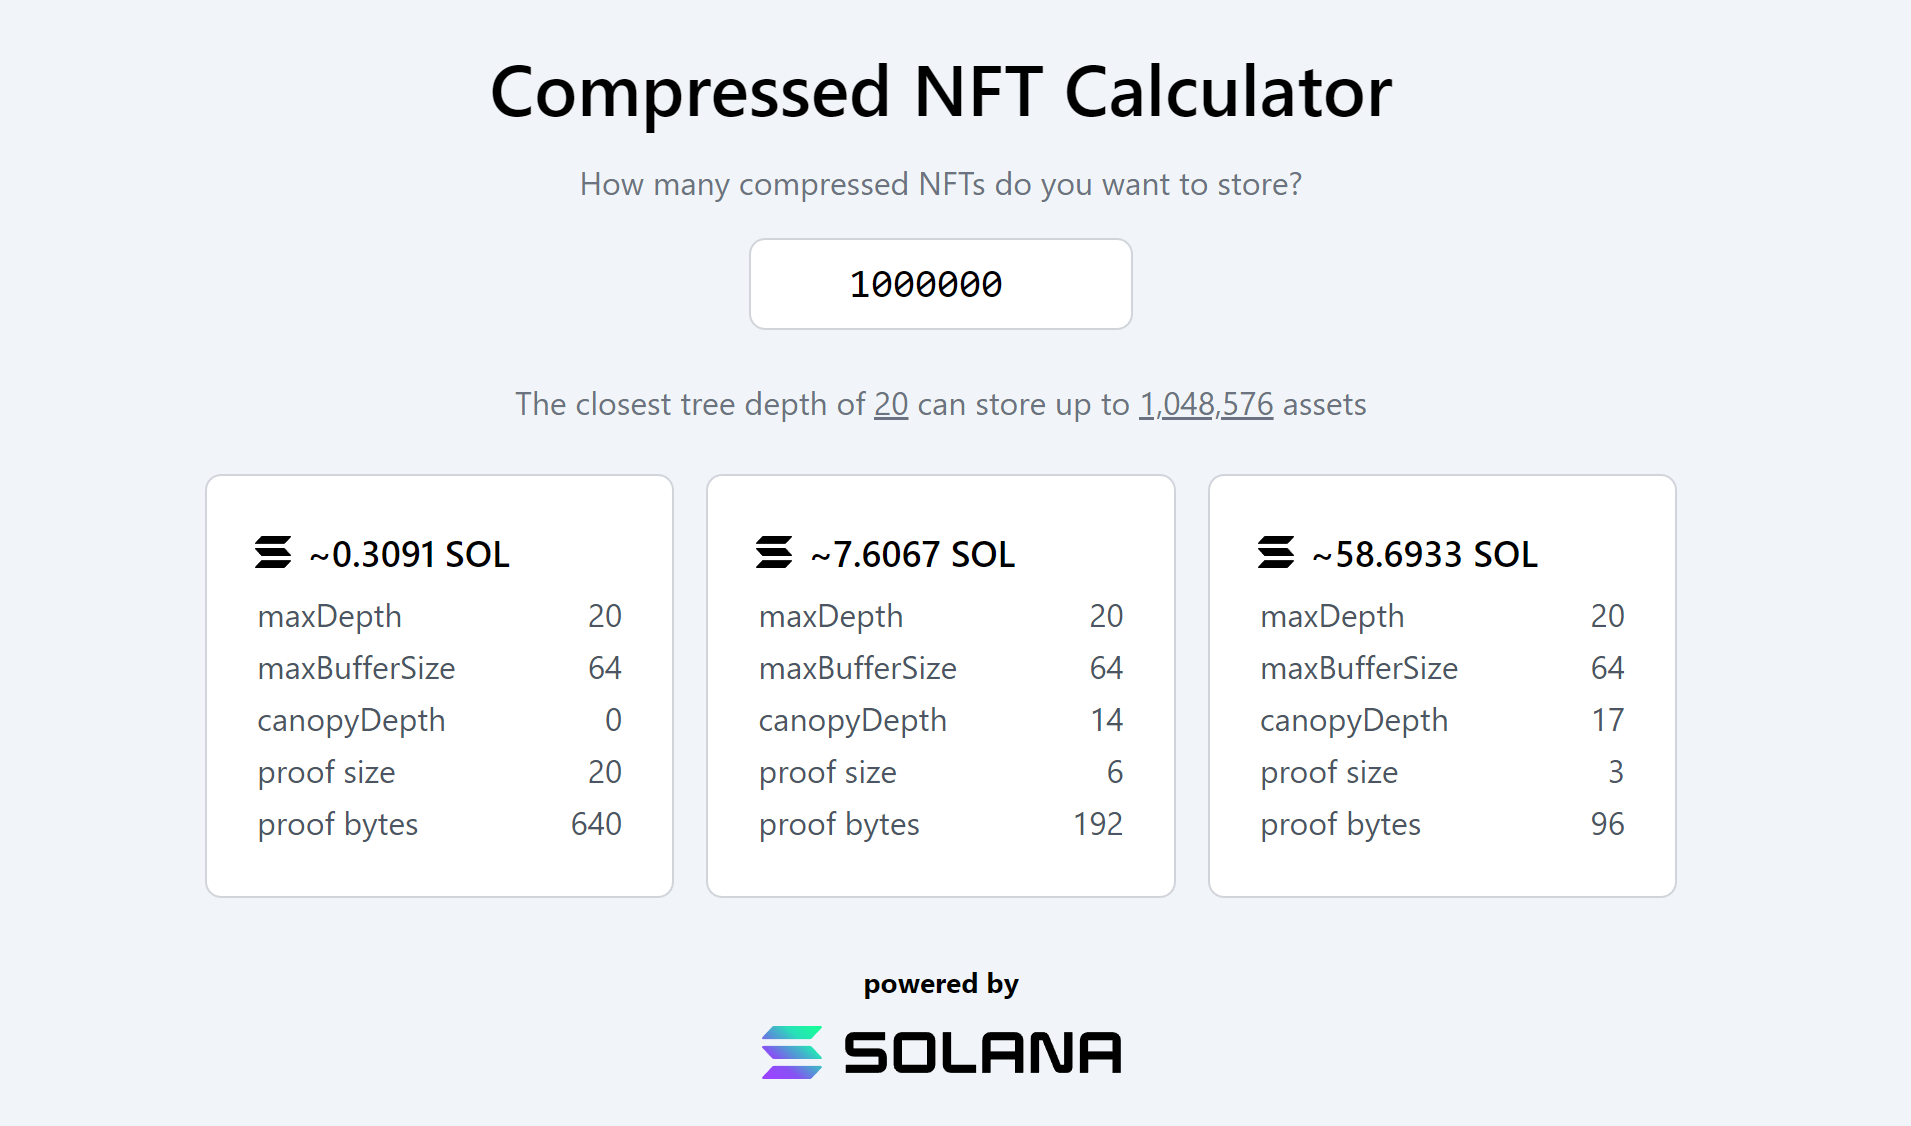 Compressed NFT Calculator
How many compressed NFTs do you want to store?
1000000
The closest tree depth of 20 can store up to 1,048,576 assets
~0.3091 SOL
maxDepth 20
maxBufferSize 64
canopyDepth 0
proof size 20
proof bytes 640
~7.6067 SOL
maxDepth 20
maxBufferSize 64
canopyDepth 14
proof size 6
proof bytes 192
~58.6933 SOL
maxDepth 20
maxBufferSize 64
canopyDepth 17
proof size 3
proof bytes 96
powered by
SOLANA